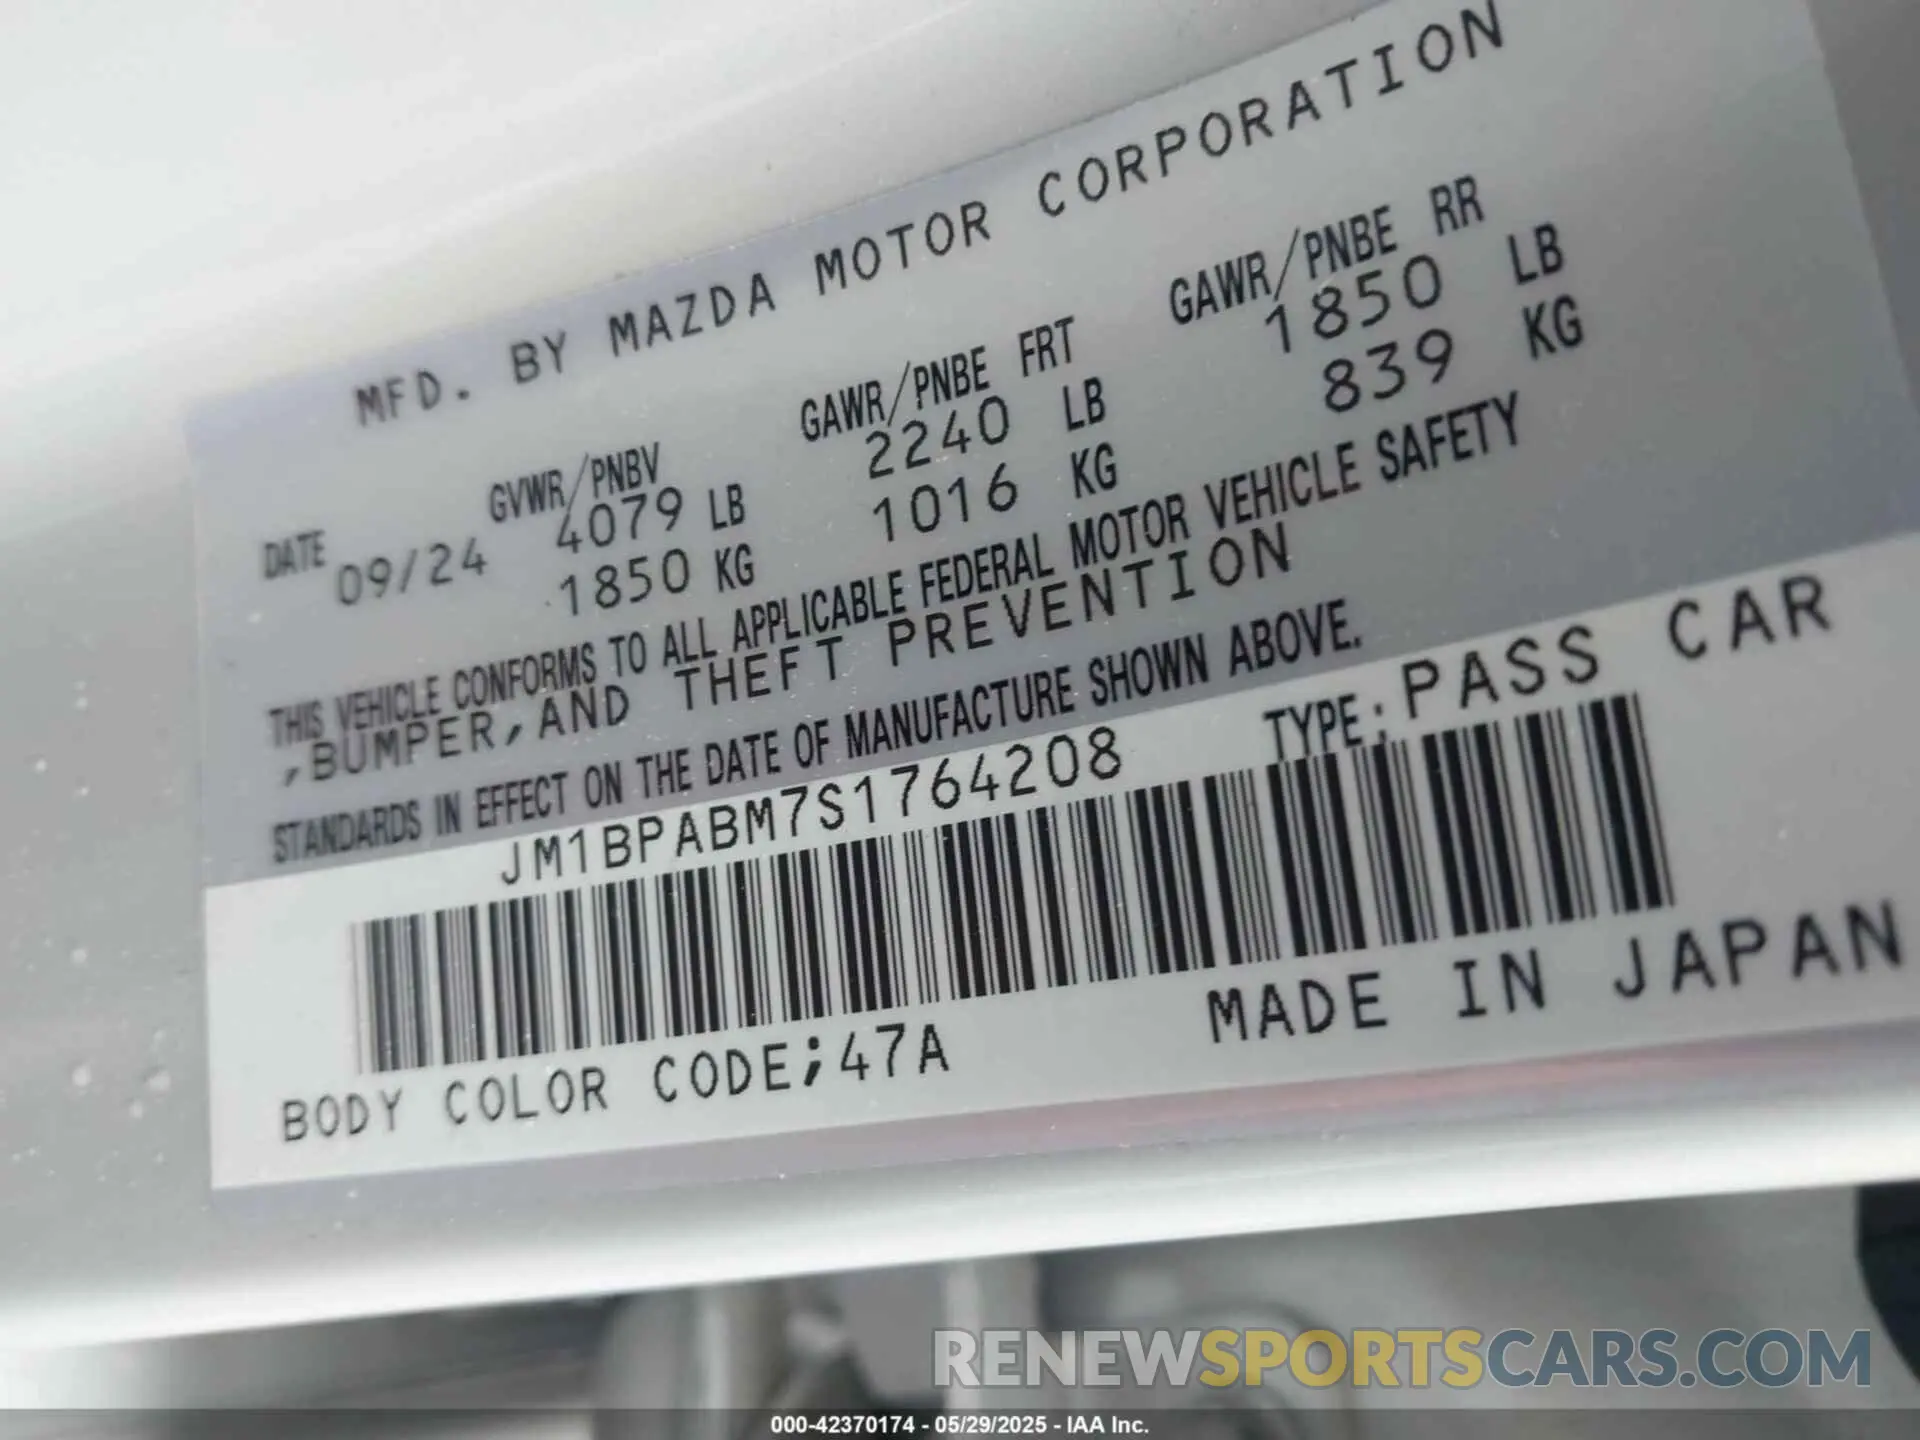 MFD. BY MAZDA MOTOR CORPORATION
DATE 09/24 GVWR/PNBV GAWR/PNBE FRT GAWR/PNBE RR
4079 LB 2240 LB 1850 LB
1850 KG 1016 KG 839 KG
THIS VEHICLE CONFORMS TO ALL APPLICABLE FEDERAL MOTOR VEHICLE SAFETY
,BUMPER,AND THEFT PREVENTION
STANDARDS IN EFFECT ON THE DATE OF MANUFACTURE SHOWN ABOVE.
JM1BPABM7S1764208 TYPE:PASS CAR
BODY COLOR CODE;47A MADE IN JAPAN
RENEWSPORTSCARS.COM
000-42370174 - 05/29/2025 - IAA Inc.